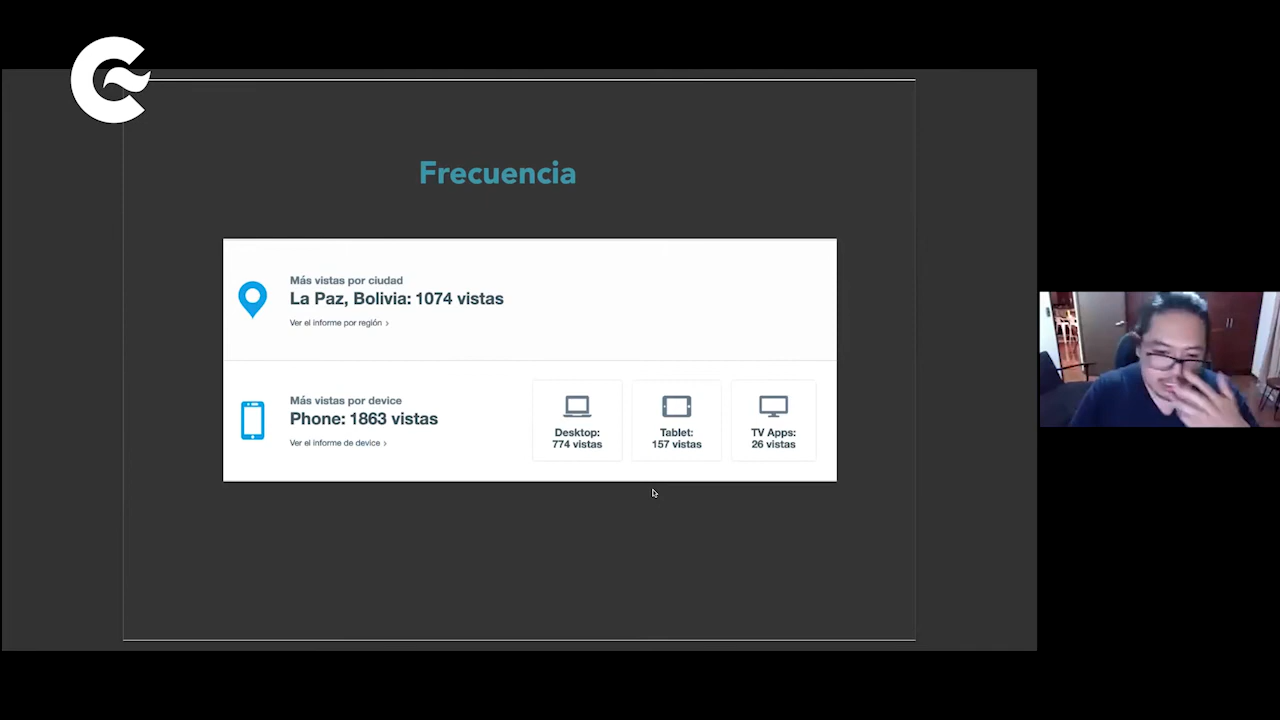 Frecuencia
Más vistas por ciudad
La Paz, Bolivia: 1074 vistas
Ver el informe por región ›
Más vistas por device
Phone: 1863 vistas
Ver el informe de device ›
Desktop:
774 vistas
Tablet:
157 vistas
TV Apps:
26 vistas